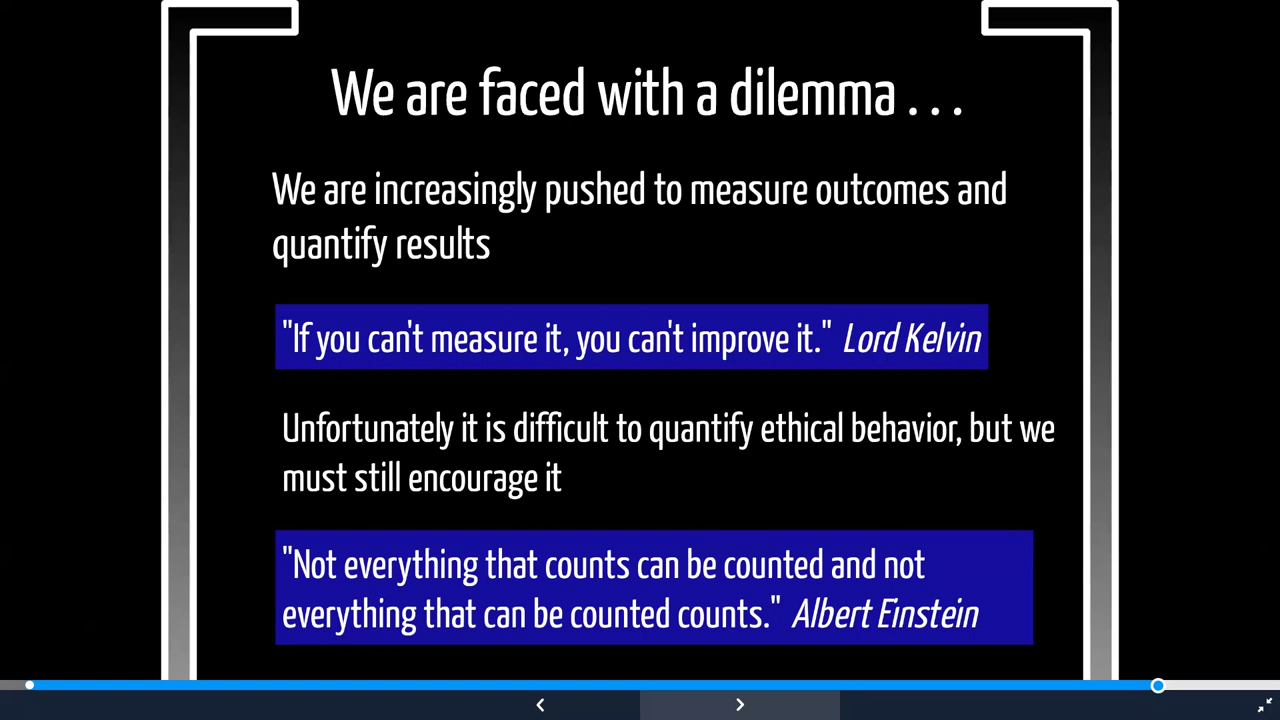 We are faced with a dilemma . . .
We are increasingly pushed to measure outcomes and
quantify results
"If you can't measure it, you can't improve it." Lord Kelvin
Unfortunately it is difficult to quantify ethical behavior, but we
must still encourage it
"Not everything that counts can be counted and not
everything that can be counted counts." Albert Einstein